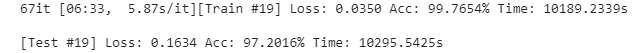 67it [06:33,  5.87s/it][Train #19] Loss: 0.0350 Acc: 99.7654% Time: 10189.2339s
[Test #19] Loss: 0.1634 Acc: 97.2016% Time: 10295.5425s